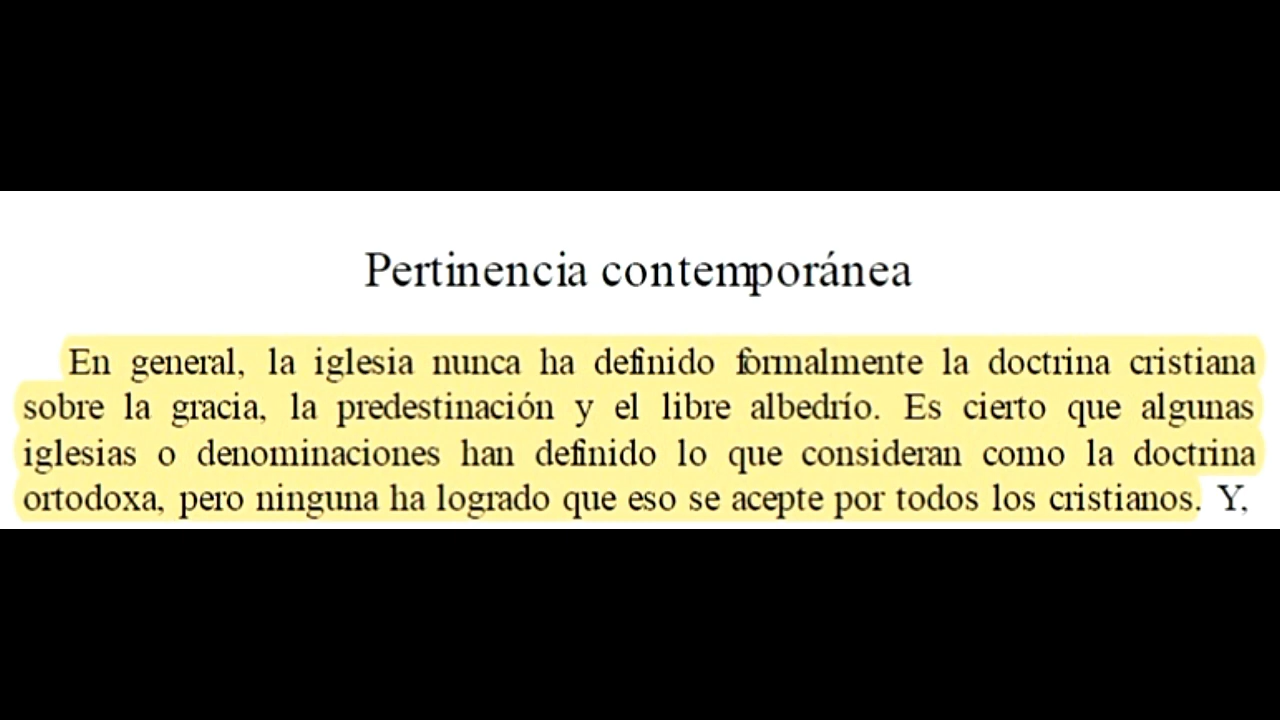 Pertinencia contemporánea
En general, la iglesia nunca ha definido formalmente la doctrina cristiana
sobre la gracia, la predestinación y el libre albedrío. Es cierto que algunas
iglesias o denominaciones han definido lo que consideran como la doctrina
ortodoxa, pero ninguna ha logrado que eso se acepte por todos los cristianos. Y,